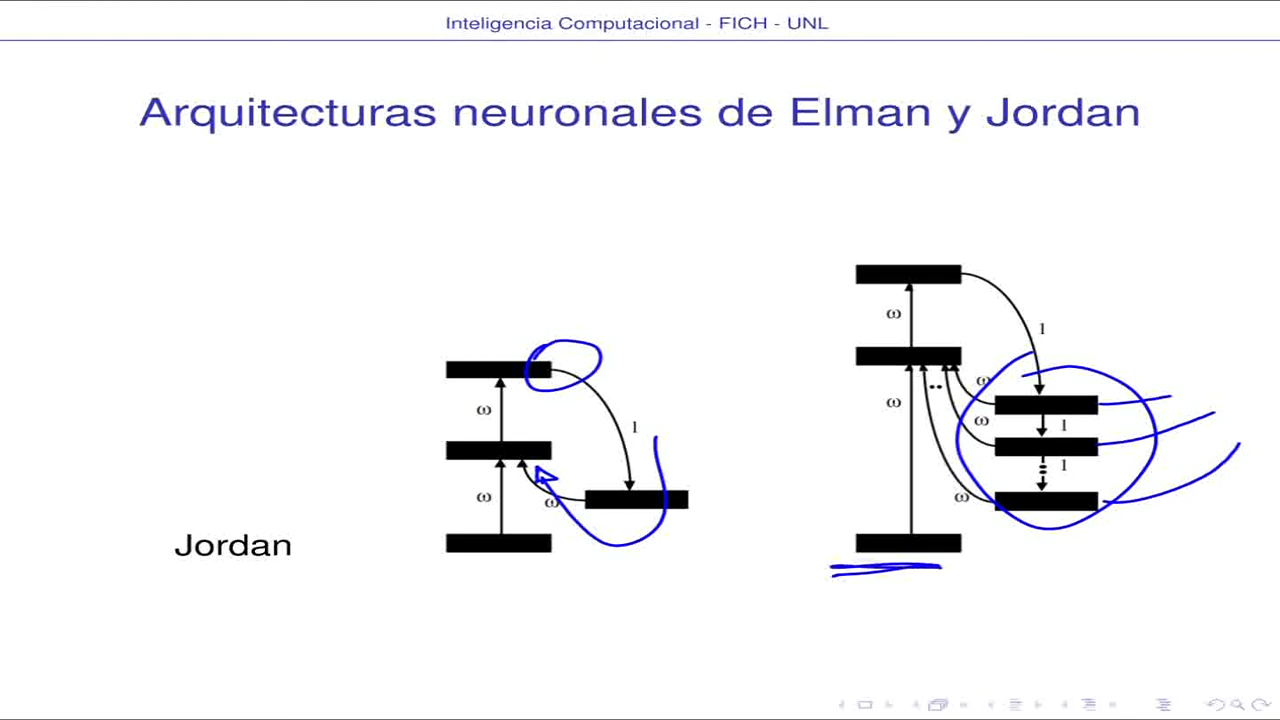 Inteligencia Computacional - FICH - UNL
Arquitecturas neuronales de Elman y Jordan
Jordan
ω
ω
ω
1
ω
ω
ω
ω
ω
1
1
1